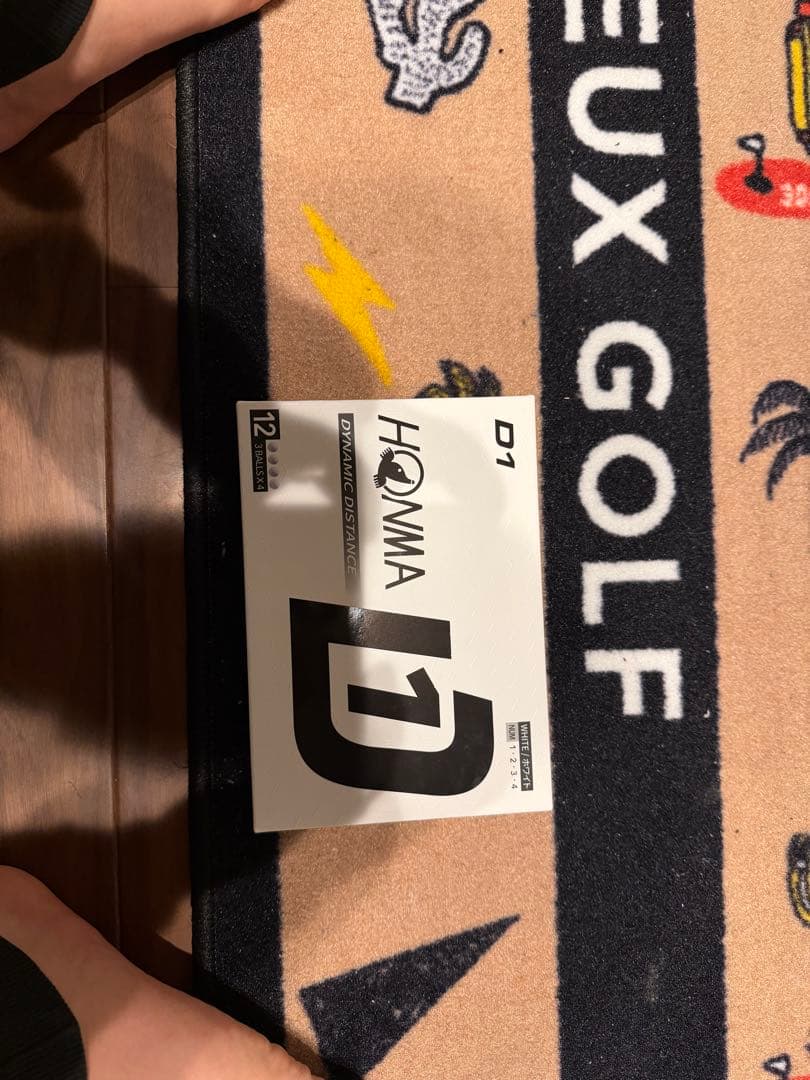 EUX GOLF
D1
HONMA
DYNAMIC DISTANCE
12
3 BALLS X 4
D1
WHITE / ホワイト
NUM 1・2・3・4